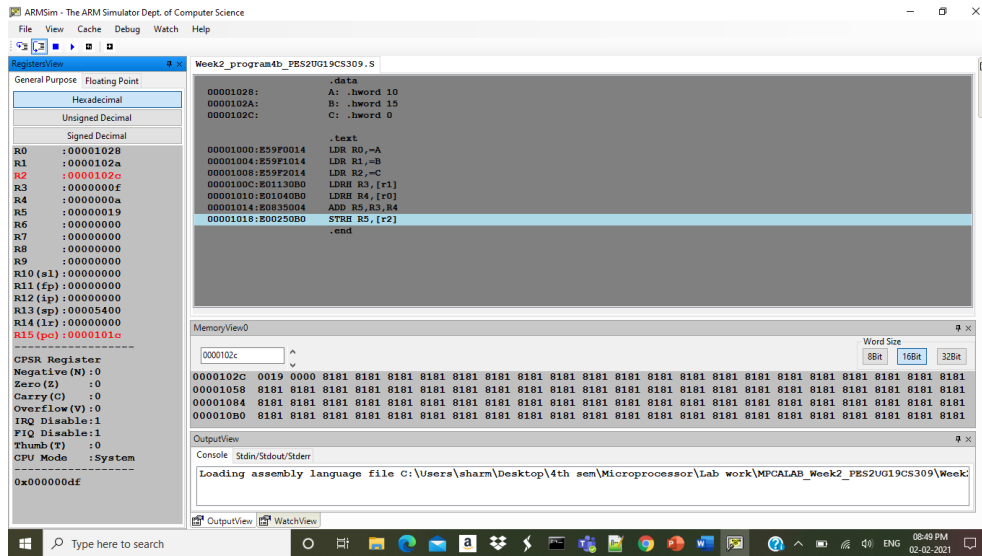 ARMSim - The ARM Simulator Dept. of Computer Science
File View Cache Debug Watch Help
RegistersView
General Purpose Floating Point
Hexadecimal
Unsigned Decimal
Signed Decimal
R0 :00001028
R1 :0000102a
R2 :0000102c
R3 :0000000f
R4 :0000000a
R5 :00000019
R6 :00000000
R7 :00000000
R8 :00000000
R9 :00000000
R10(sl):00000000
R11(fp):00000000
R12(ip):00000000
R13(sp):00005400
R14(lr):00000000
R15(pc):0000101c
------------------
CPSR Register
Negative(N):0
Zero(Z) :0
Carry(C) :0
Overflow(V):0
IRQ Disable:1
FIQ Disable:1
Thumb(T) :0
CPU Mode :System
------------------
0x000000df
Week2_program4b_PES2UG19CS309.S
.data
00001028: A: .hword 10
0000102A: B: .hword 15
0000102C: C: .hword 0
.text
00001000:E59F0014 LDR R0,=A
00001004:E59F1014 LDR R1,=B
00001008:E59F2014 LDR R2,=C
0000100C:E01130B0 LDRH R3,[r1]
00001010:E01040B0 LDRH R4,[r0]
00001014:E0835004 ADD R5,R3,R4
00001018:E00250B0 STRH R5,[r2]
.end
MemoryView0
0000102c
Word Size
8Bit 16Bit 32Bit
0000102C 0019 0000 8181 8181 8181 8181 8181 8181 8181 8181 8181 8181 8181 8181 8181 8181 8181 8181 8181 8181 8181 8181
00001058 8181 8181 8181 8181 8181 8181 8181 8181 8181 8181 8181 8181 8181 8181 8181 8181 8181 8181 8181 8181 8181 8181
00001084 8181 8181 8181 8181 8181 8181 8181 8181 8181 8181 8181 8181 8181 8181 8181 8181 8181 8181 8181 8181 8181 8181
000010B0 8181 8181 8181 8181 8181 8181 8181 8181 8181 8181 8181 8181 8181 8181 8181 8181 8181 8181 8181 8181 8181 8181
OutputView
Console Stdin/Stdout/Stderr
Loading assembly language file C:\Users\sharm\Desktop\4th sem\Microprocessor\Lab work\MPCALAB_Week2_PES2UG19CS309\Week
OutputView WatchView
Type here to search
ENG
08:49 PM
02-02-2021